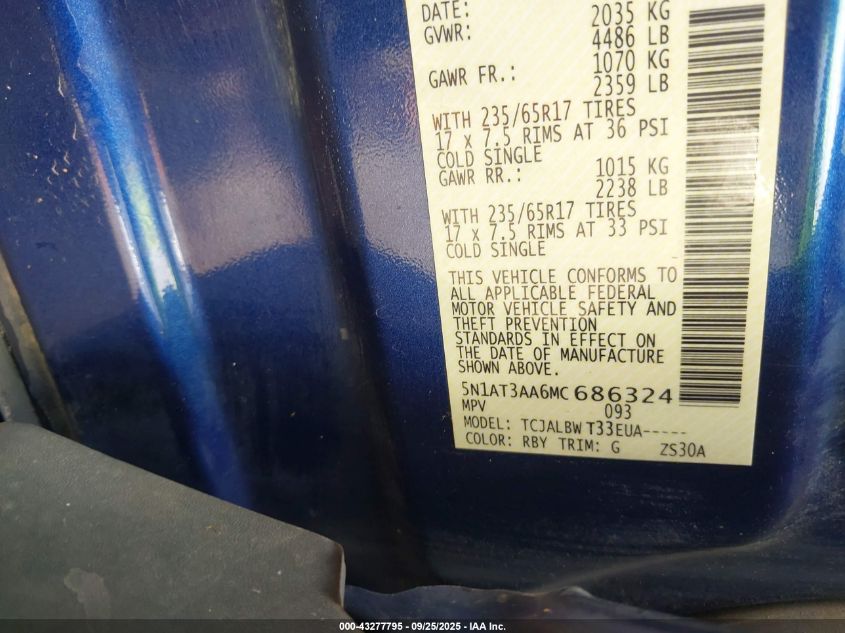 DATE: 2035 KG
GVWR: 4486 LB
1070 KG
GAWR FR.: 2359 LB
WITH 235/65R17 TIRES
17 x 7.5 RIMS AT 36 PSI
COLD SINGLE
GAWR RR.: 1015 KG
2238 LB
WITH 235/65R17 TIRES
17 x 7.5 RIMS AT 33 PSI
COLD SINGLE
THIS VEHICLE CONFORMS TO
ALL APPLICABLE FEDERAL
MOTOR VEHICLE SAFETY AND
THEFT PREVENTION
STANDARDS IN EFFECT ON
THE DATE OF MANUFACTURE
SHOWN ABOVE.
5N1AT3AA6MC686324
MPV 093
MODEL: TCJALBW T33EUA-----
COLOR: RBY TRIM: G ZS30A
000-43277795 - 09/25/2025 - IAA Inc.